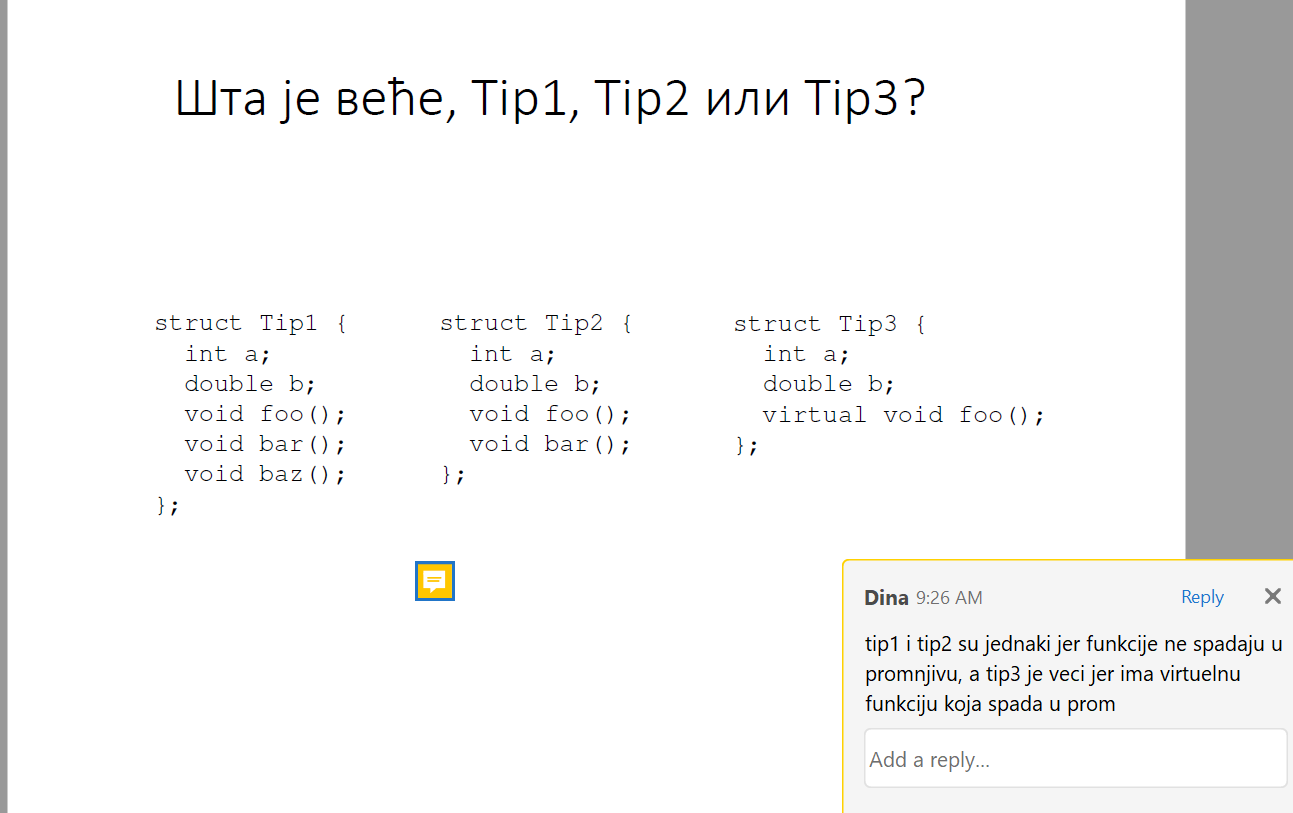 Шта је веће, Tip1, Tip2 или Tip3?
struct Tip1 {
int a;
double b;
void foo();
void bar();
void baz();
};
struct Tip2 {
int a;
double b;
void foo();
void bar();
};
struct Tip3 {
int a;
double b;
virtual void foo();
};
Dina 9:26 AM Reply
tip1 i tip2 su jednaki jer funkcije ne spadaju u
promnjivu, a tip3 je veci jer ima virtuelnu
funkciju koja spada u prom
Add a reply...